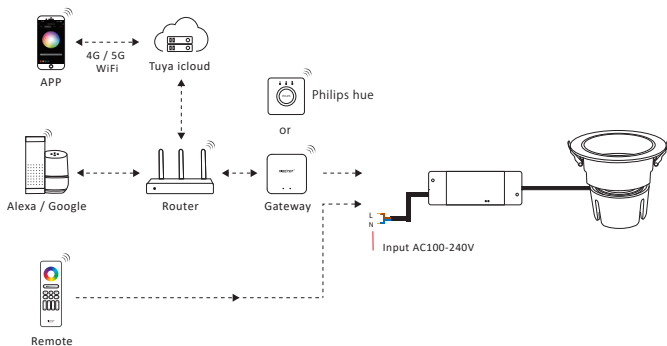 4G / 5G
WiFi
APP
Tuya icloud
Philips hue
or
Alexa / Google
Router
Gateway
L
N
Input AC100-240V
Remote